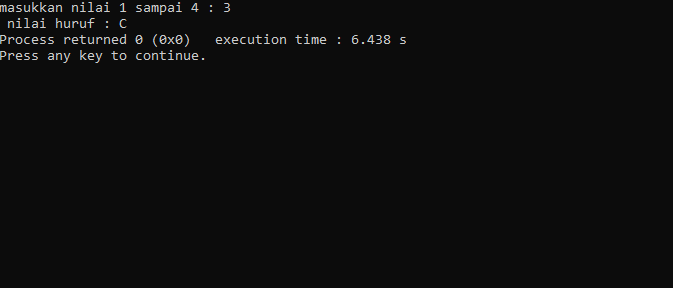 masukkan nilai 1 sampai 4 : 3
nilai huruf : C
Process returned 0 (0x0)   execution time : 6.438 s
Press any key to continue.